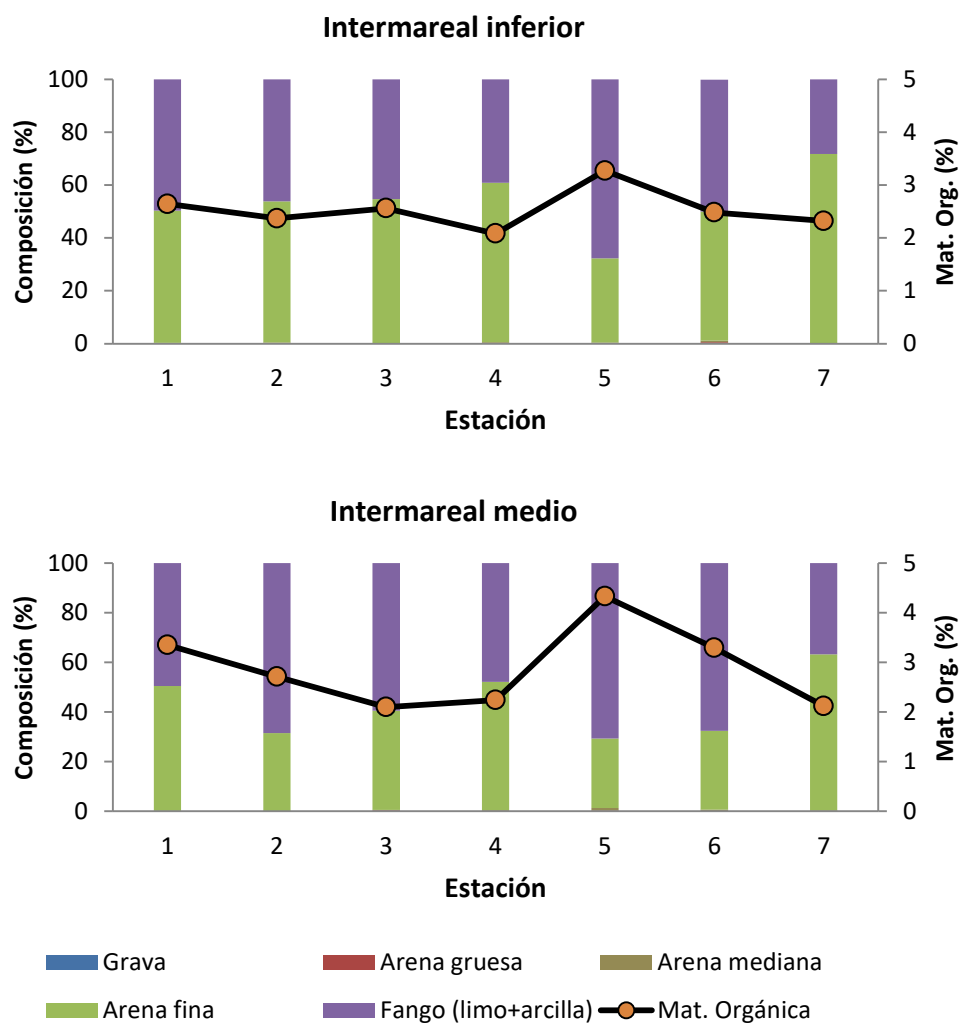 Intermareal inferior
100
80
60
40
20
0
Composición (%)
5
4
3
2
1
0
Mat. Org. (%)
1 2 3 4 5 6 7
Estación
Intermareal medio
100
80
60
40
20
0
Composición (%)
5
4
3
2
1
0
Mat. Org. (%)
1 2 3 4 5 6 7
Estación
Grava Arena gruesa Arena mediana
Arena fina Fango (limo+arcilla) Mat. Orgánica